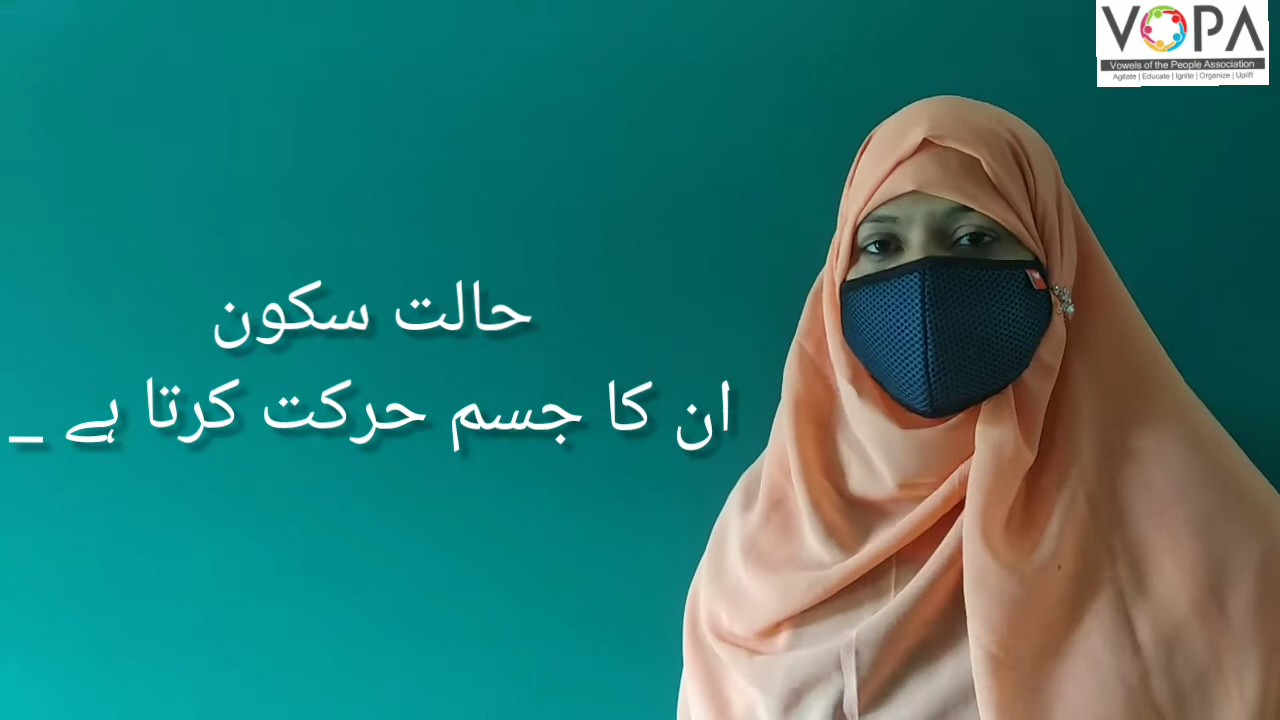 VOPA
Vowels of the People Association
Agitate | Educate | Ignite | Organize | Uplift
حالت سکون
ان کا جسم حرکت کرتا ہے _